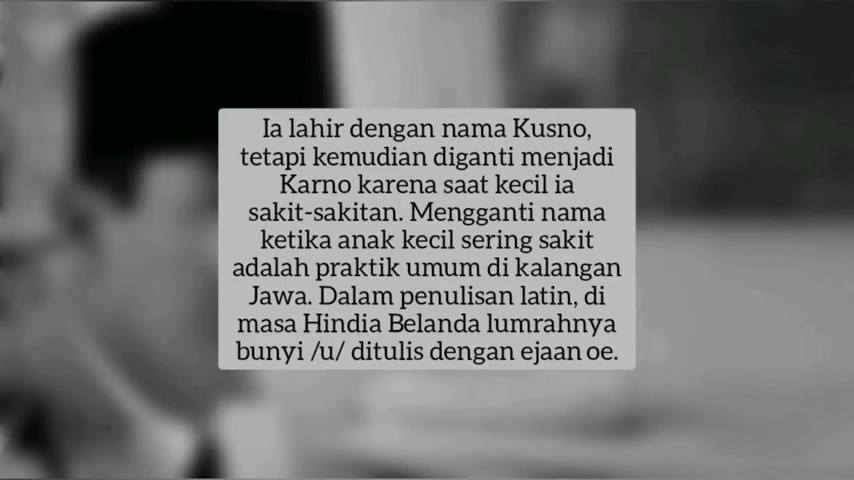 Ia lahir dengan nama Kusno,
tetapi kemudian diganti menjadi
Karno karena saat kecil ia
sakit-sakitan. Mengganti nama
ketika anak kecil sering sakit
adalah praktik umum di kalangan
Jawa. Dalam penulisan latin, di
masa Hindia Belanda lumrahnya
bunyi /u/ ditulis dengan ejaan oe.